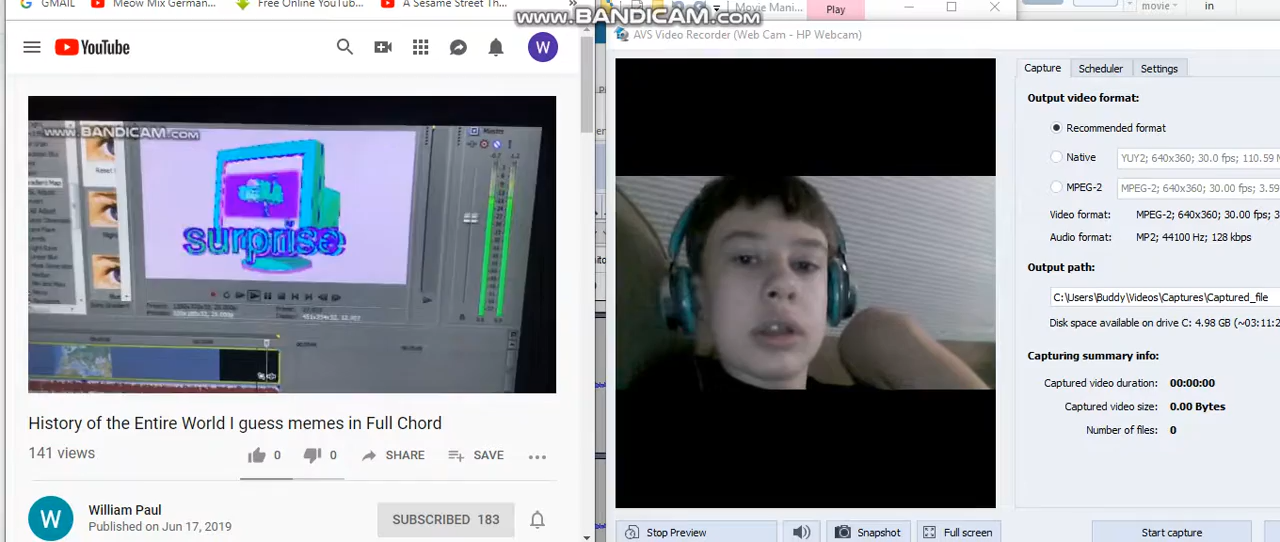 GMAIL
Meow Mix German...
Free Online YouTub...
A Sesame Street Th...
»
www.BANDICAM.com
Movie Mani...
Play
movie
in
YouTube
W
AVS Video Recorder (Web Cam - HP Webcam)
Capture
Scheduler
Settings
Output video format:
Recommended format
Native
YUY2; 640x360; 30.0 fps; 110.59 M
MPEG-2
MPEG-2; 640x360; 30.00 fps; 3.59
Video format:
MPEG-2; 640x360; 30.00 fps; 3
Audio format:
MP2; 44100 Hz; 128 kbps
Output path:
C:\Users\Buddy\Videos\Captures\Captured_file
Disk space available on drive C: 4.98 GB (~03:11:2
Capturing summary info:
Captured video duration:
00:00:00
Captured video size:
0.00 Bytes
Number of files:
0
www.BANDICAM.com
Master
surprise
History of the Entire World I guess memes in Full Chord
141 views
0
0
SHARE
SAVE
W
William Paul
Published on Jun 17, 2019
SUBSCRIBED 183
Stop Preview
Snapshot
Full screen
Start capture